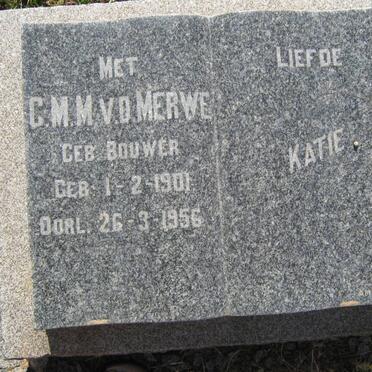 MET LIEFDE
C.M.M.V.D.MERWE
GEB. BOUWER
GEB. 1-2-1901
OORL. 26-3-1956
KATIE.